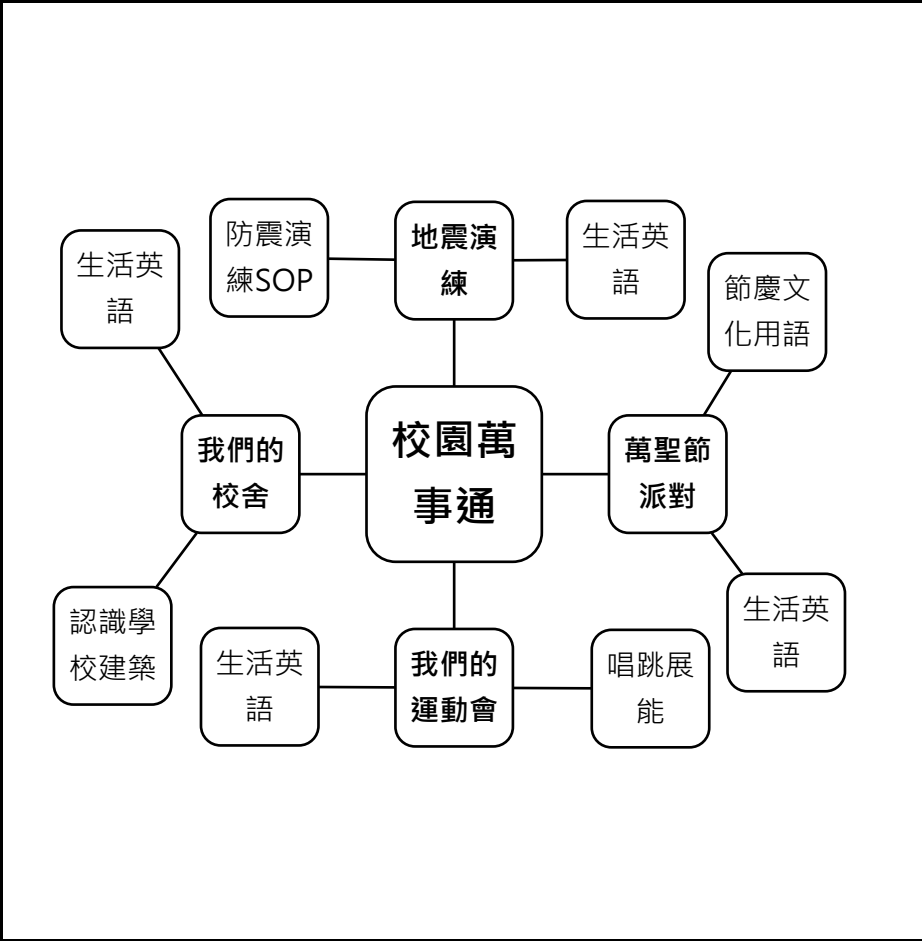 防震演
練SOP
地震演
練
生活英
語
生活英
語
節慶文
化用語
我們的
校舍
校園萬
事通
萬聖節
派對
認識學
校建築
生活英
語
我們的
運動會
唱跳展
能
生活英
語